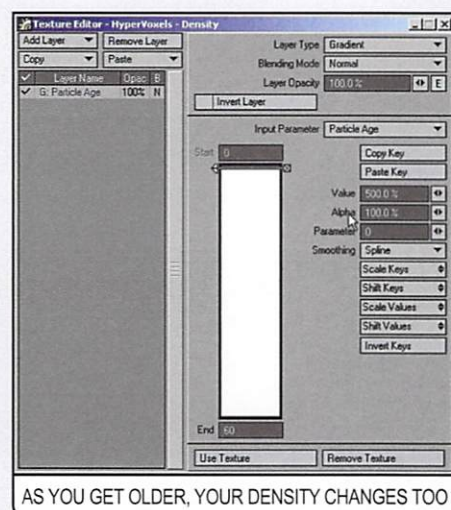 Texture Editor - HyperVoxels - Density
Add Layer
Remove Layer
Copy
Paste
Layer Name Opac B
G: Particle Age 100% N
Layer Type Gradient
Blending Mode Normal
Layer Opacity 100.0 % E
Invert Layer
Input Parameter Particle Age
Start 0
Copy Key
Paste Key
Value 500.0 %
Alpha 100.0 %
Parameter 0
Smoothing Spline
Scale Keys
Shift Keys
Scale Values
Shift Values
Invert Keys
End 60
Use Texture
Remove Texture
AS YOU GET OLDER, YOUR DENSITY CHANGES TOO